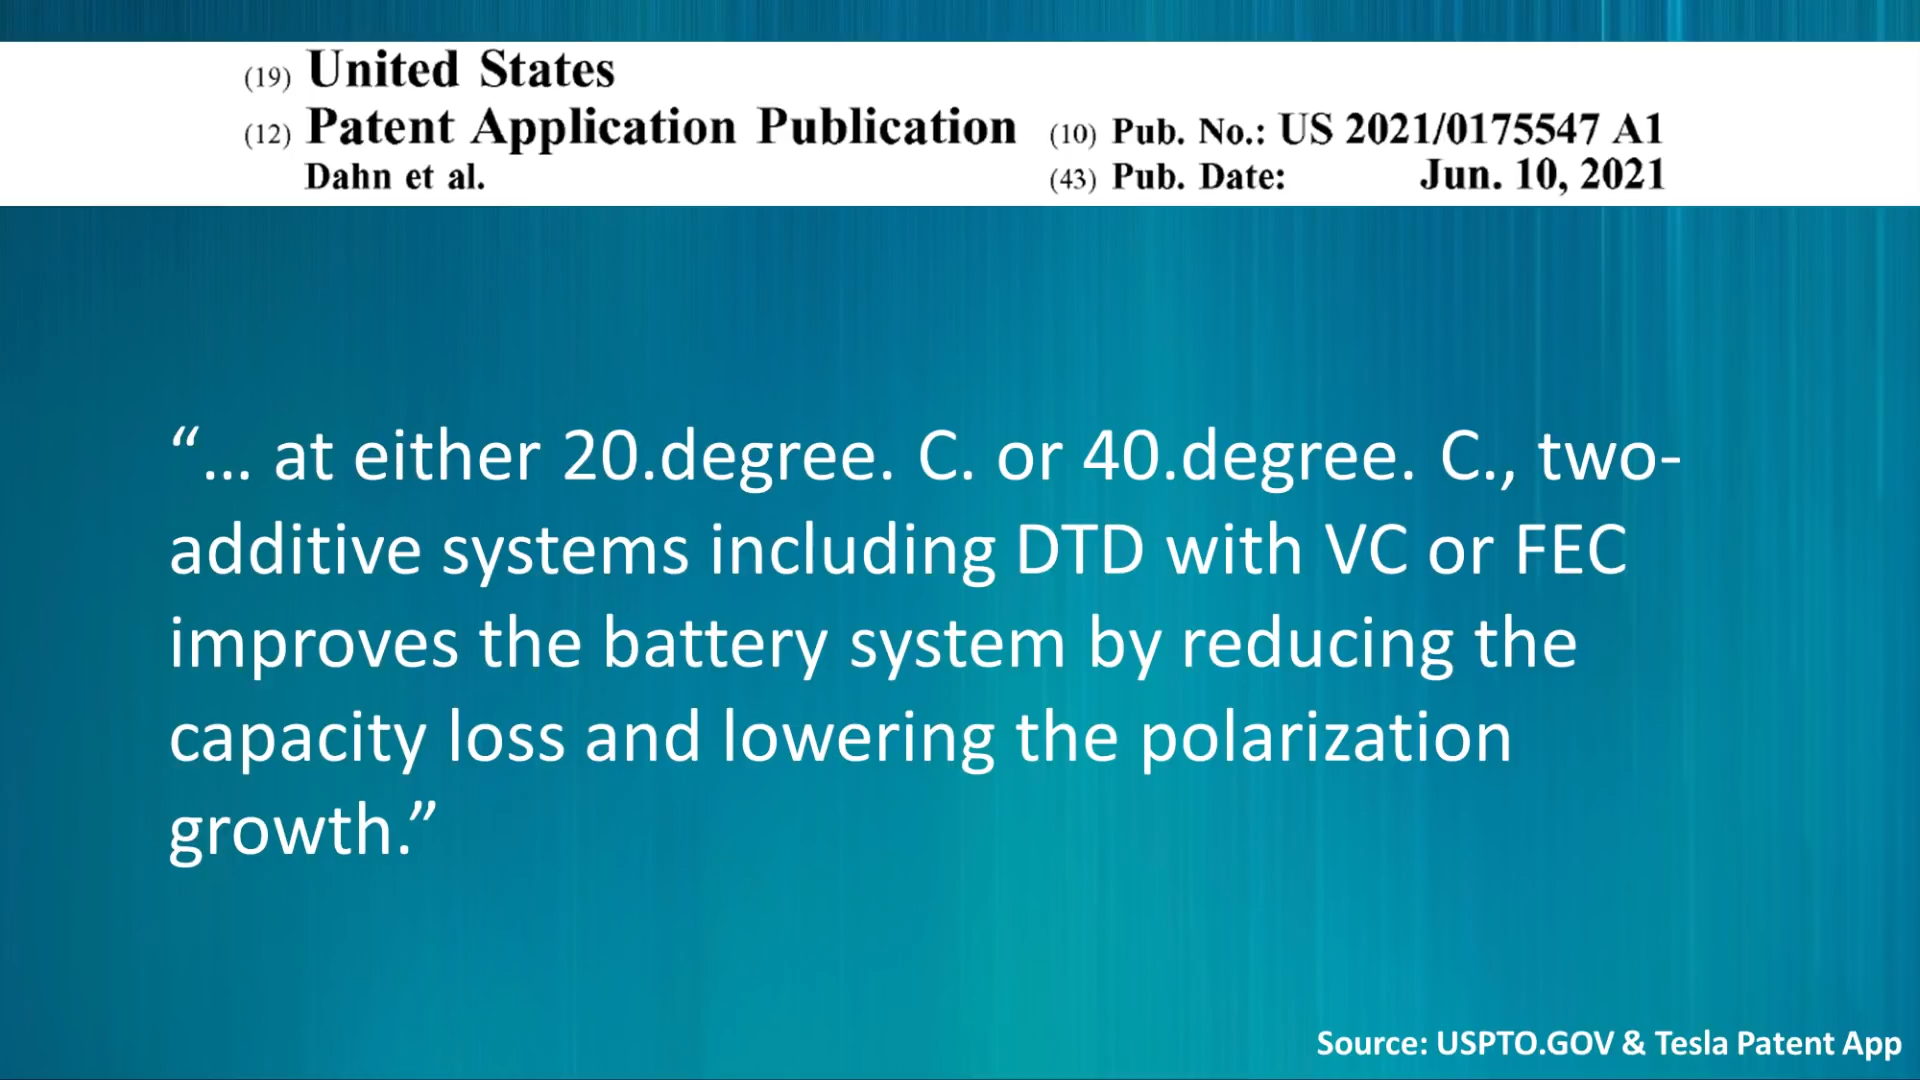 (19) United States
(12) Patent Application Publication (10) Pub. No.: US 2021/0175547 A1
Dahn et al. (43) Pub. Date: Jun. 10, 2021
“... at either 20.degree. C. or 40.degree. C., two-
additive systems including DTD with VC or FEC
improves the battery system by reducing the
capacity loss and lowering the polarization
growth.”
Source: USPTO.GOV & Tesla Patent App